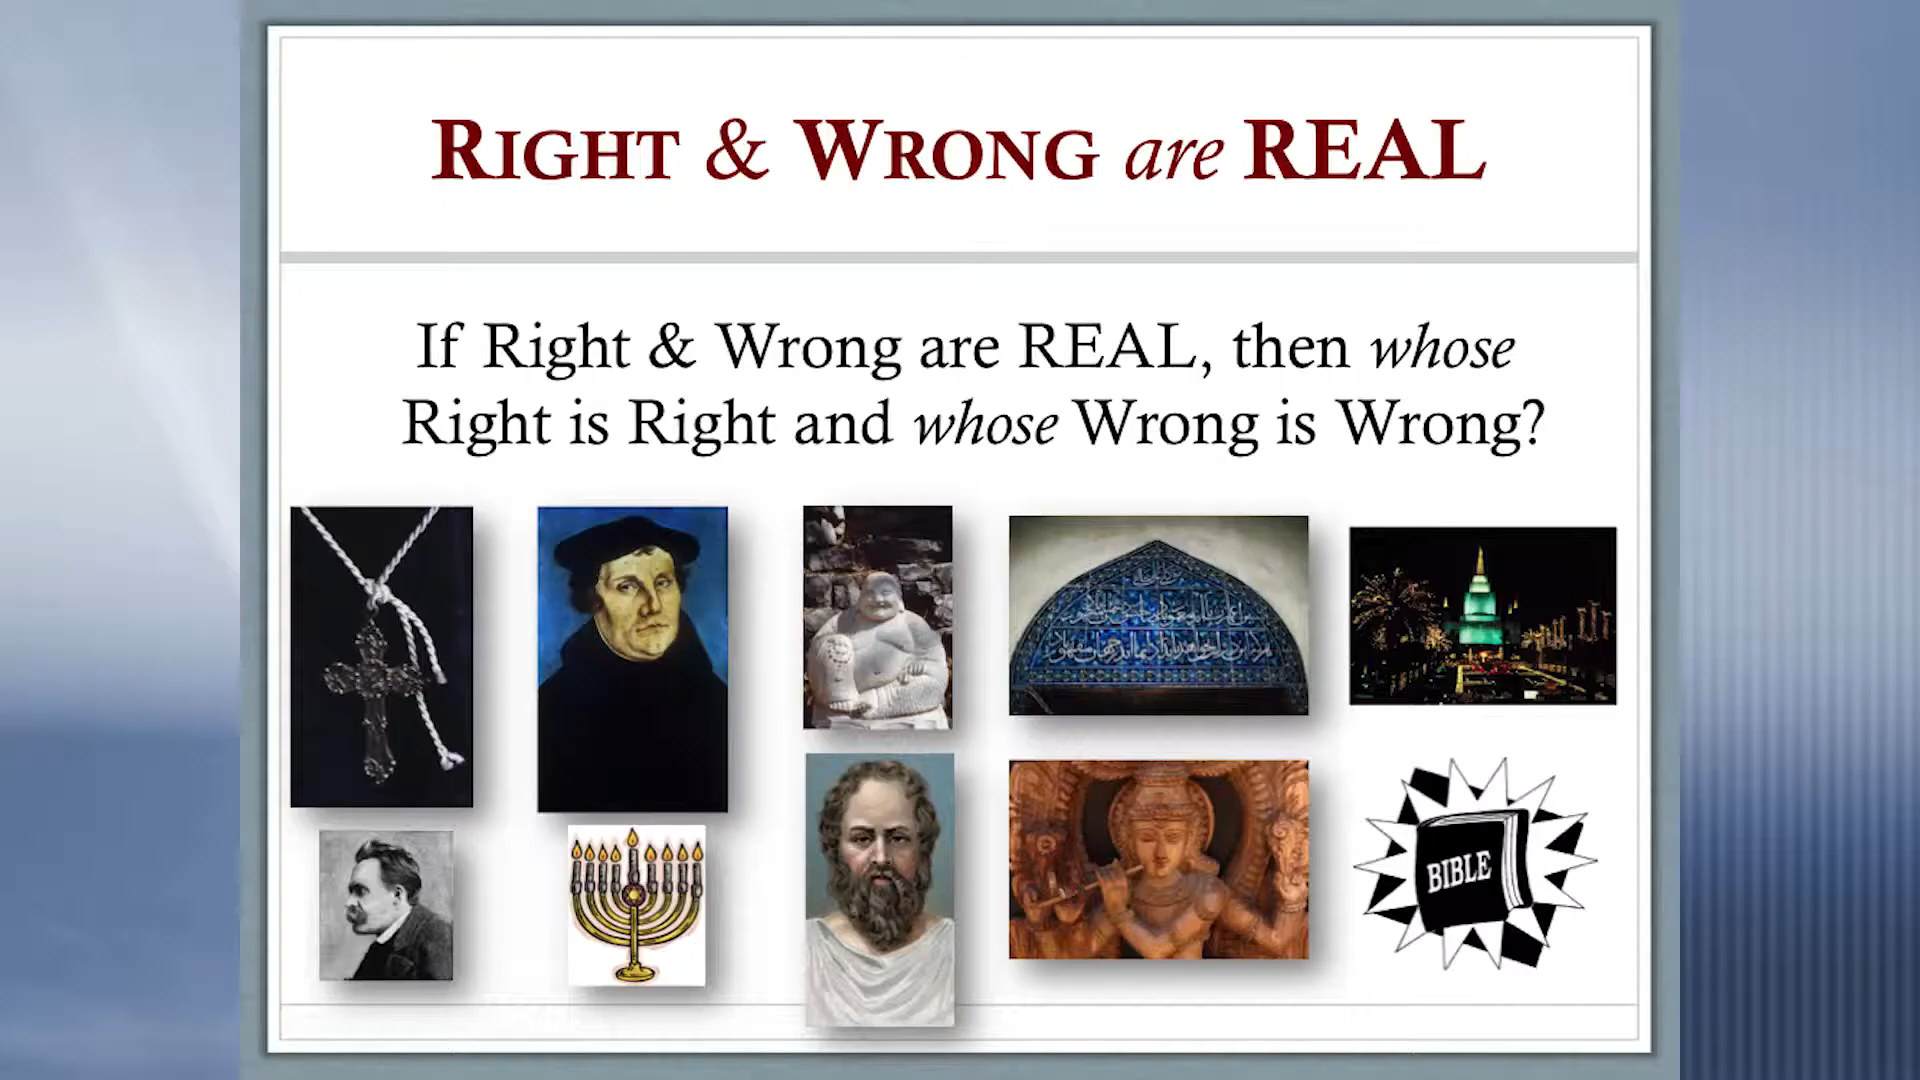 RIGHT & WRONG are REAL
If Right & Wrong are REAL, then whose
Right is Right and whose Wrong is Wrong?
BIBLE